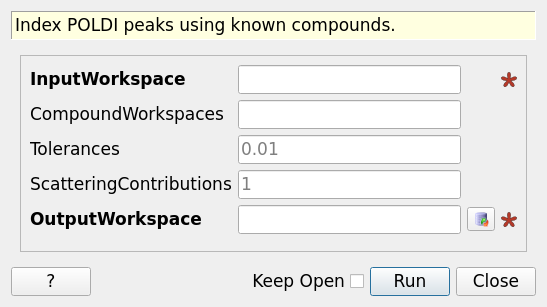 Index POLDI peaks using known compounds.
InputWorkspace *
CompoundWorkspaces
Tolerances 0.01
ScatteringContributions 1
OutputWorkspace *
? Keep Open Run Close